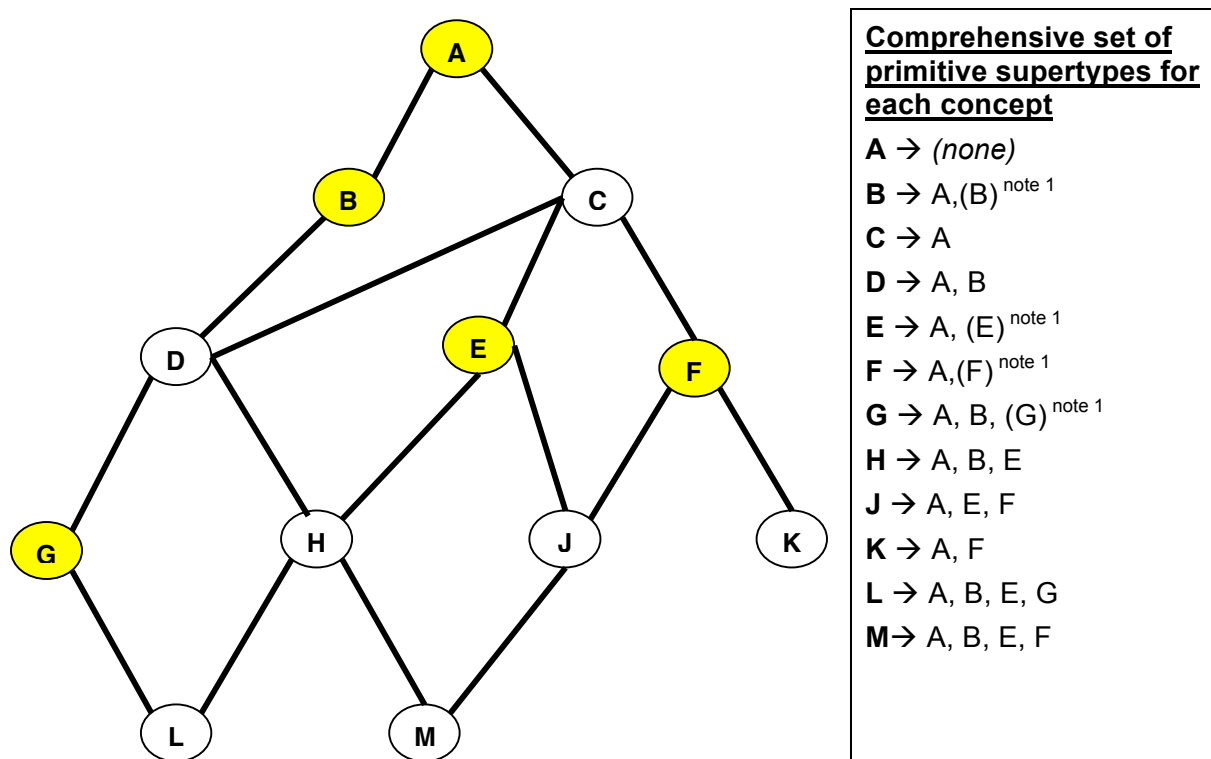 A
B
C
D
E
F
G
H
J
K
L
M
Comprehensive set of
primitive supertypes for
each concept
A → (none)
B → A,(B) note 1
C → A
D → A, B
E → A, (E) note 1
F → A,(F) note 1
G → A, B, (G) note 1
H → A, B, E
J → A, E, F
K → A, F
L → A, B, E, G
M→ A, B, E, F